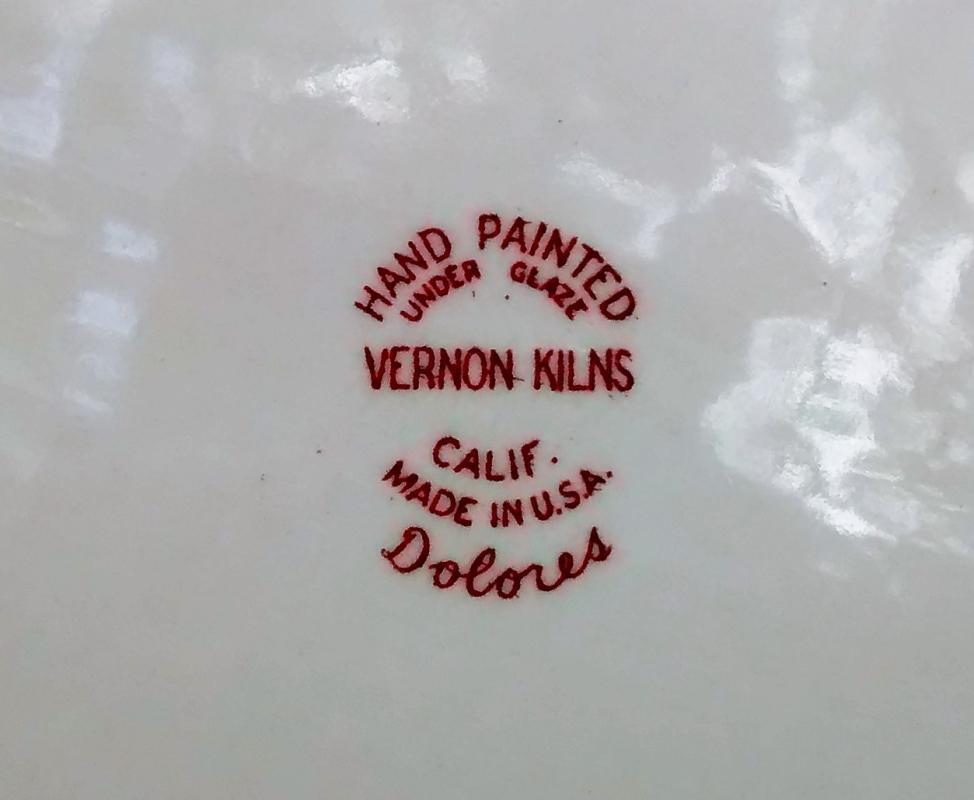 HAND PAINTED
UNDER GLAZE
VERNON KILNS
CALIF.
MADE IN U.S.A.
Dolores